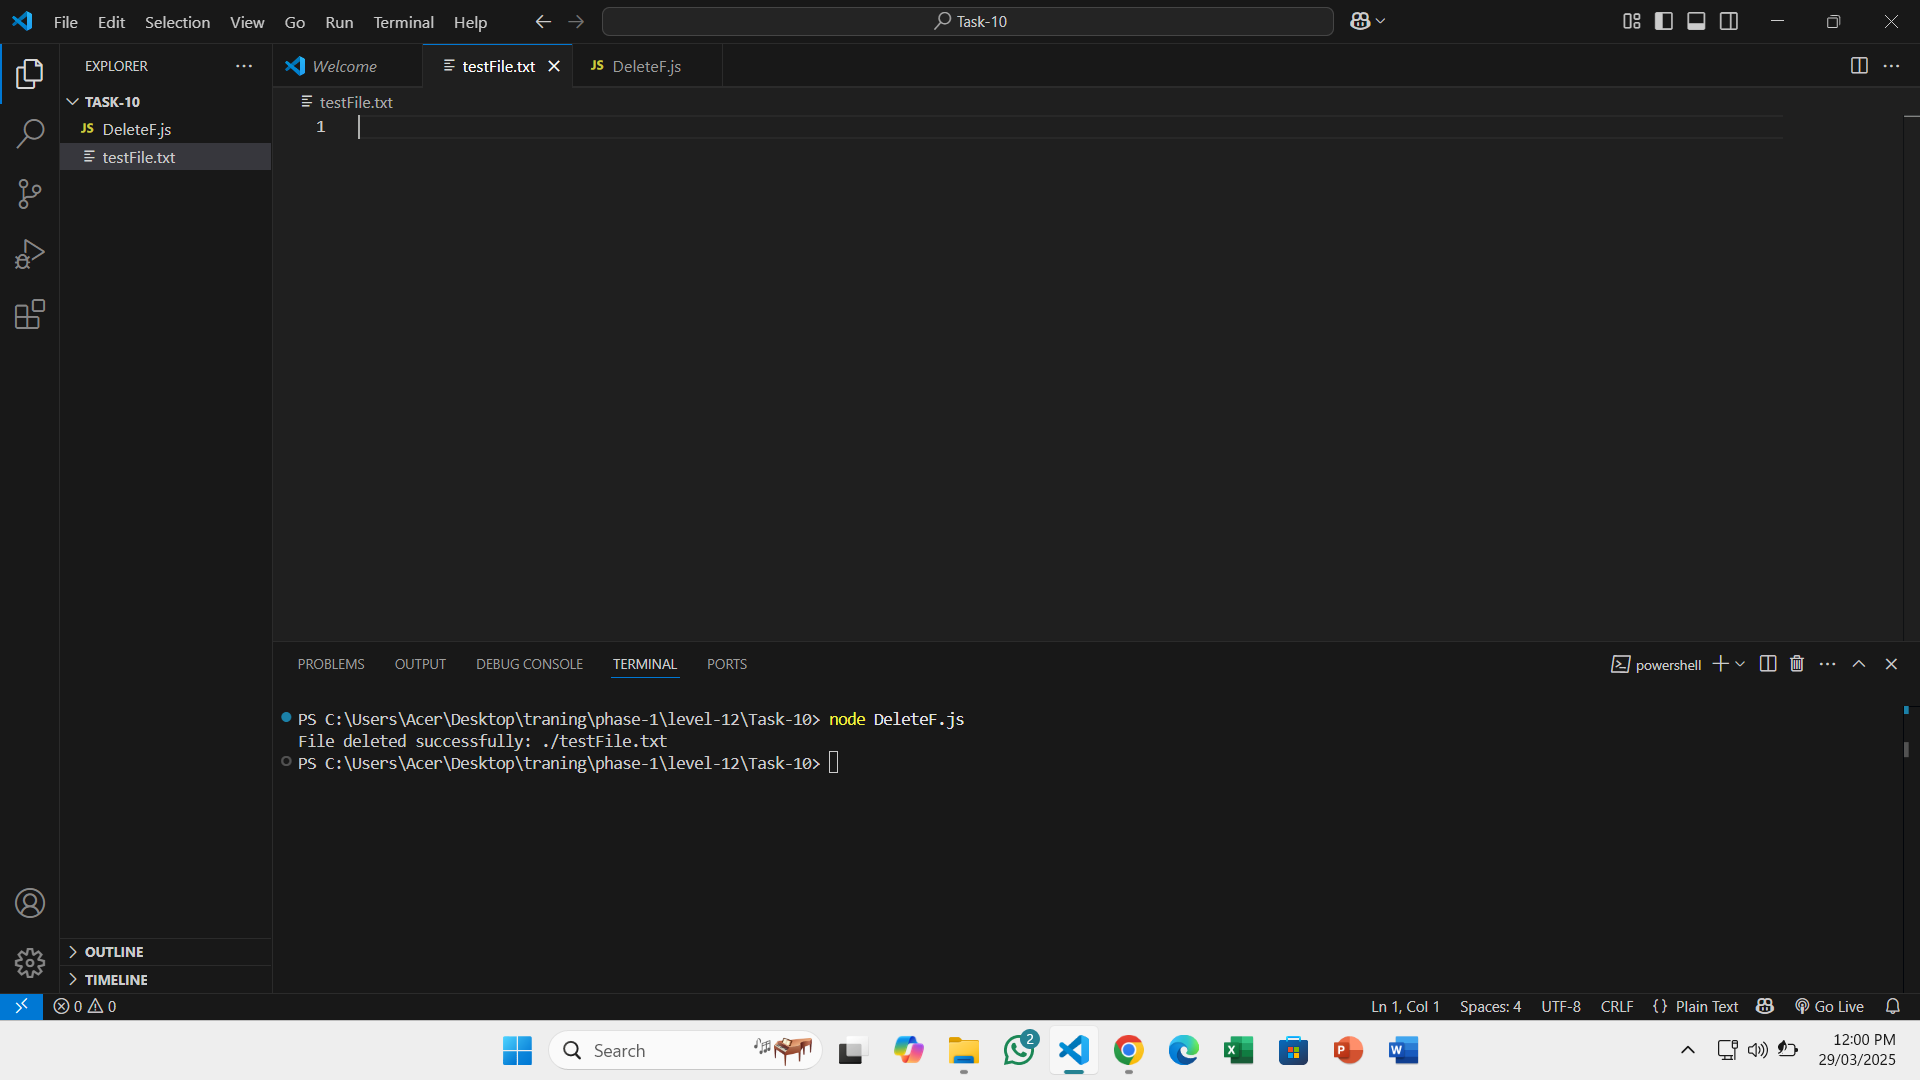 File Edit Selection View Go Run Terminal Help Task-10
EXPLORER
Welcome
testFile.txt
JS DeleteF.js
TASK-10
testFile.txt
JS DeleteF.js
1
testFile.txt
PROBLEMS OUTPUT DEBUG CONSOLE TERMINAL PORTS
powershell
PS C:\Users\Acer\Desktop\traning\phase-1\level-12\Task-10> node DeleteF.js
File deleted successfully: ./testFile.txt
PS C:\Users\Acer\Desktop\traning\phase-1\level-12\Task-10>
OUTLINE
TIMELINE
0 0
Ln 1, Col 1 Spaces: 4 UTF-8 CRLF {} Plain Text Go Live
Search
2
X
P
W
12:00 PM
29/03/2025